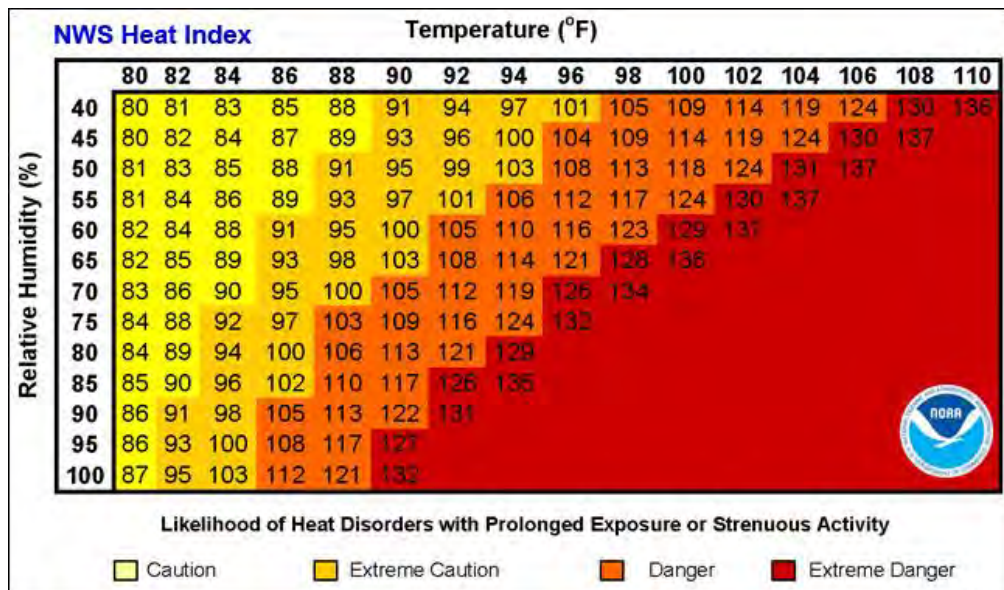 NWS Heat Index Temperature (°F)
80 82 84 86 88 90 92 94 96 98 100 102 104 106 108 110
Relative Humidity (%)
40 80 81 83 85 88 91 94 97 101 105 109 114 119 124 130 136
45 80 82 84 87 89 93 96 100 104 109 114 119 124 130 137
50 81 83 85 88 91 95 99 103 108 113 118 124 131 137
55 81 84 86 89 93 97 101 106 112 117 124 130 137
60 82 84 88 91 95 100 105 110 116 123 129 137
65 82 85 89 93 98 103 108 114 121 128 136
70 83 86 90 95 100 105 112 119 126 134
75 84 88 92 97 103 109 116 124 132
80 84 89 94 100 106 113 121 129
85 85 90 96 102 110 117 126 135
90 86 91 98 105 113 122 131
95 86 93 100 108 117 127
100 87 95 103 112 121 132
NOAA
Likelihood of Heat Disorders with Prolonged Exposure or Strenuous Activity
Caution Extreme Caution Danger Extreme Danger